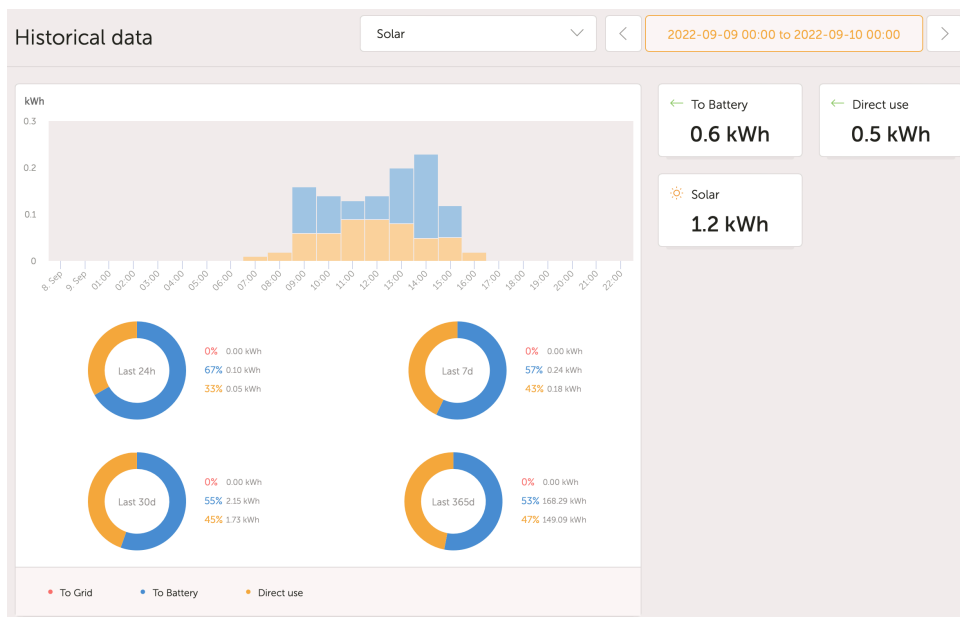 Historical data
Solar
2022-09-09 00:00 to 2022-09-10 00:00
kWh
0.3
0.2
0.1
0
8. Sep
9. Sep
01:00
02:00
03:00
04:00
05:00
06:00
07:00
08:00
09:00
10:00
11:00
12:00
13:00
14:00
15:00
16:00
17:00
18:00
19:00
20:00
21:00
22:00
To Battery
0.6 kWh
Direct use
0.5 kWh
Solar
1.2 kWh
Last 24h
0% 0.00 kWh
67% 0.10 kWh
33% 0.05 kWh
Last 7d
0% 0.00 kWh
57% 0.24 kWh
43% 0.18 kWh
Last 30d
0% 0.00 kWh
55% 2.15 kWh
45% 1.73 kWh
Last 365d
0% 0.00 kWh
53% 168.29 kWh
47% 149.09 kWh
To Grid
To Battery
Direct use